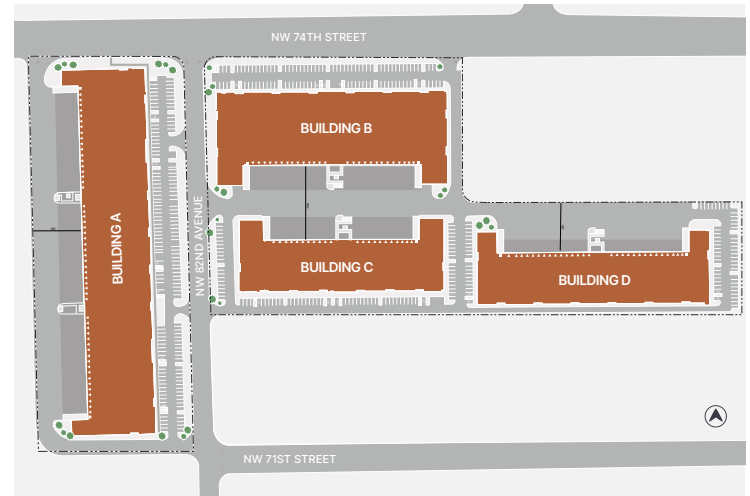 NW 74TH STREET
BUILDING B
BUILDING A
NW 82ND AVENUE
BUILDING C
BUILDING D
NW 71ST STREET